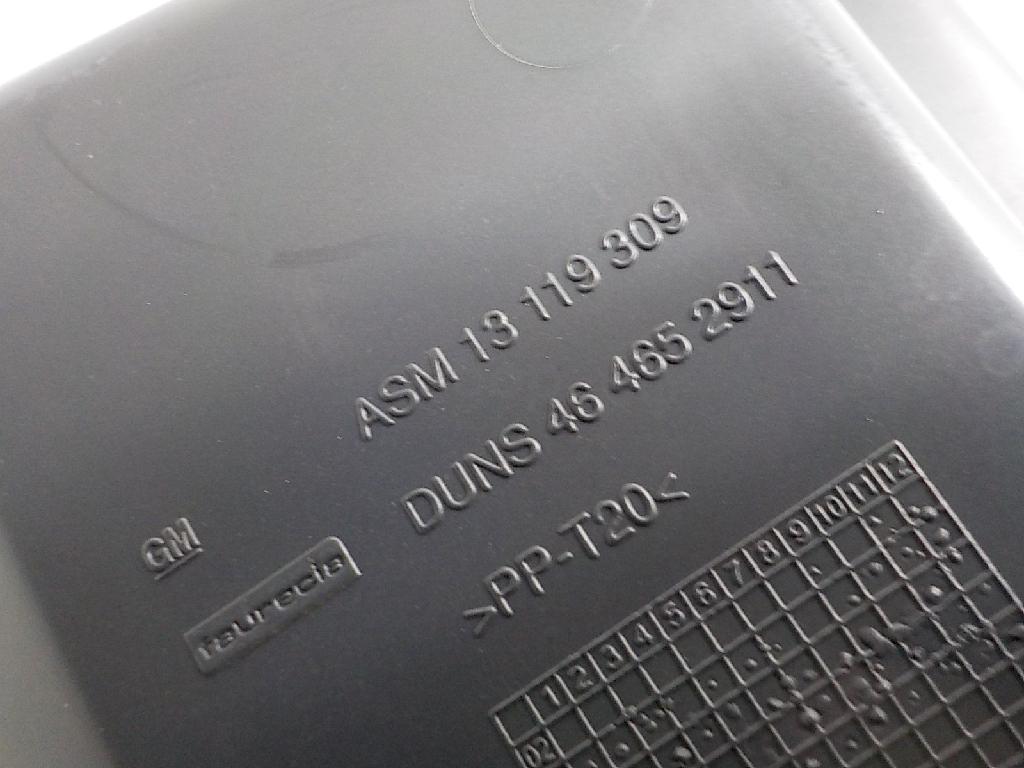 ASM 13 119 309
DUNS 46 465 2911
>PP-T20<
GM
faurecia
1 2 3 4 5 6 7 8 9 10 11 12
02